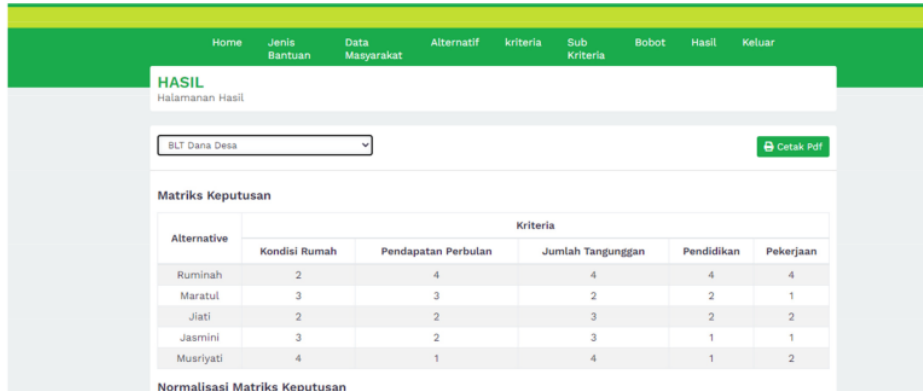 Home Jenis Bantuan Data Masyarakat Alternatif kriteria Sub Kriteria Bobot Hasil Keluar
HASIL
Halamanan Hasil
BLT Dana Desa Cetak Pdf
Matriks Keputusan
Alternative Kriteria
Kondisi Rumah Pendapatan Perbulan Jumlah Tangunggan Pendidikan Pekerjaan
Ruminah 2 4 4 4 4
Maratul 3 3 2 2 1
Jiati 2 2 3 2 2
Jasmini 3 2 3 1 1
Musriyati 4 1 4 1 2
Normalisasi Matriks Keputusan